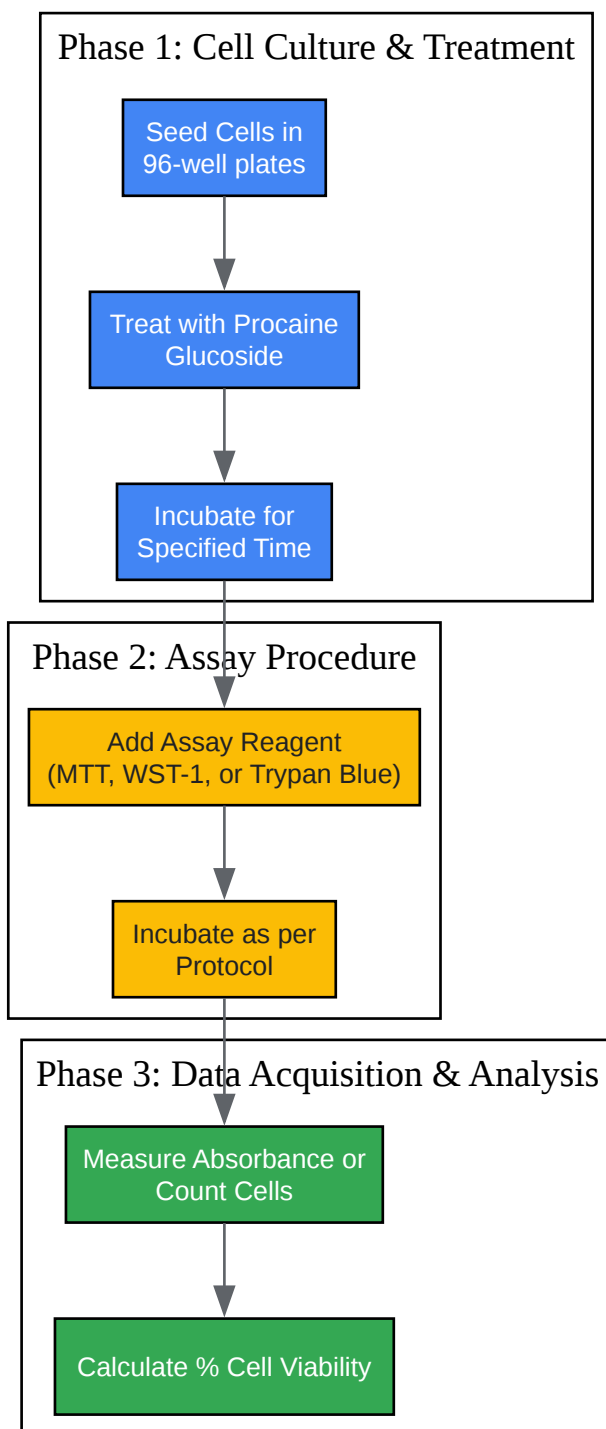 Phase 1: Cell Culture & Treatment
Seed Cells in
96-well plates
Treat with Procaine
Glucoside
Incubate for
Specified Time
Phase 2: Assay Procedure
Add Assay Reagent
(MTT, WST-1, or Trypan Blue)
Incubate as per
Protocol
Phase 3: Data Acquisition & Analysis
Measure Absorbance or
Count Cells
Calculate % Cell Viability